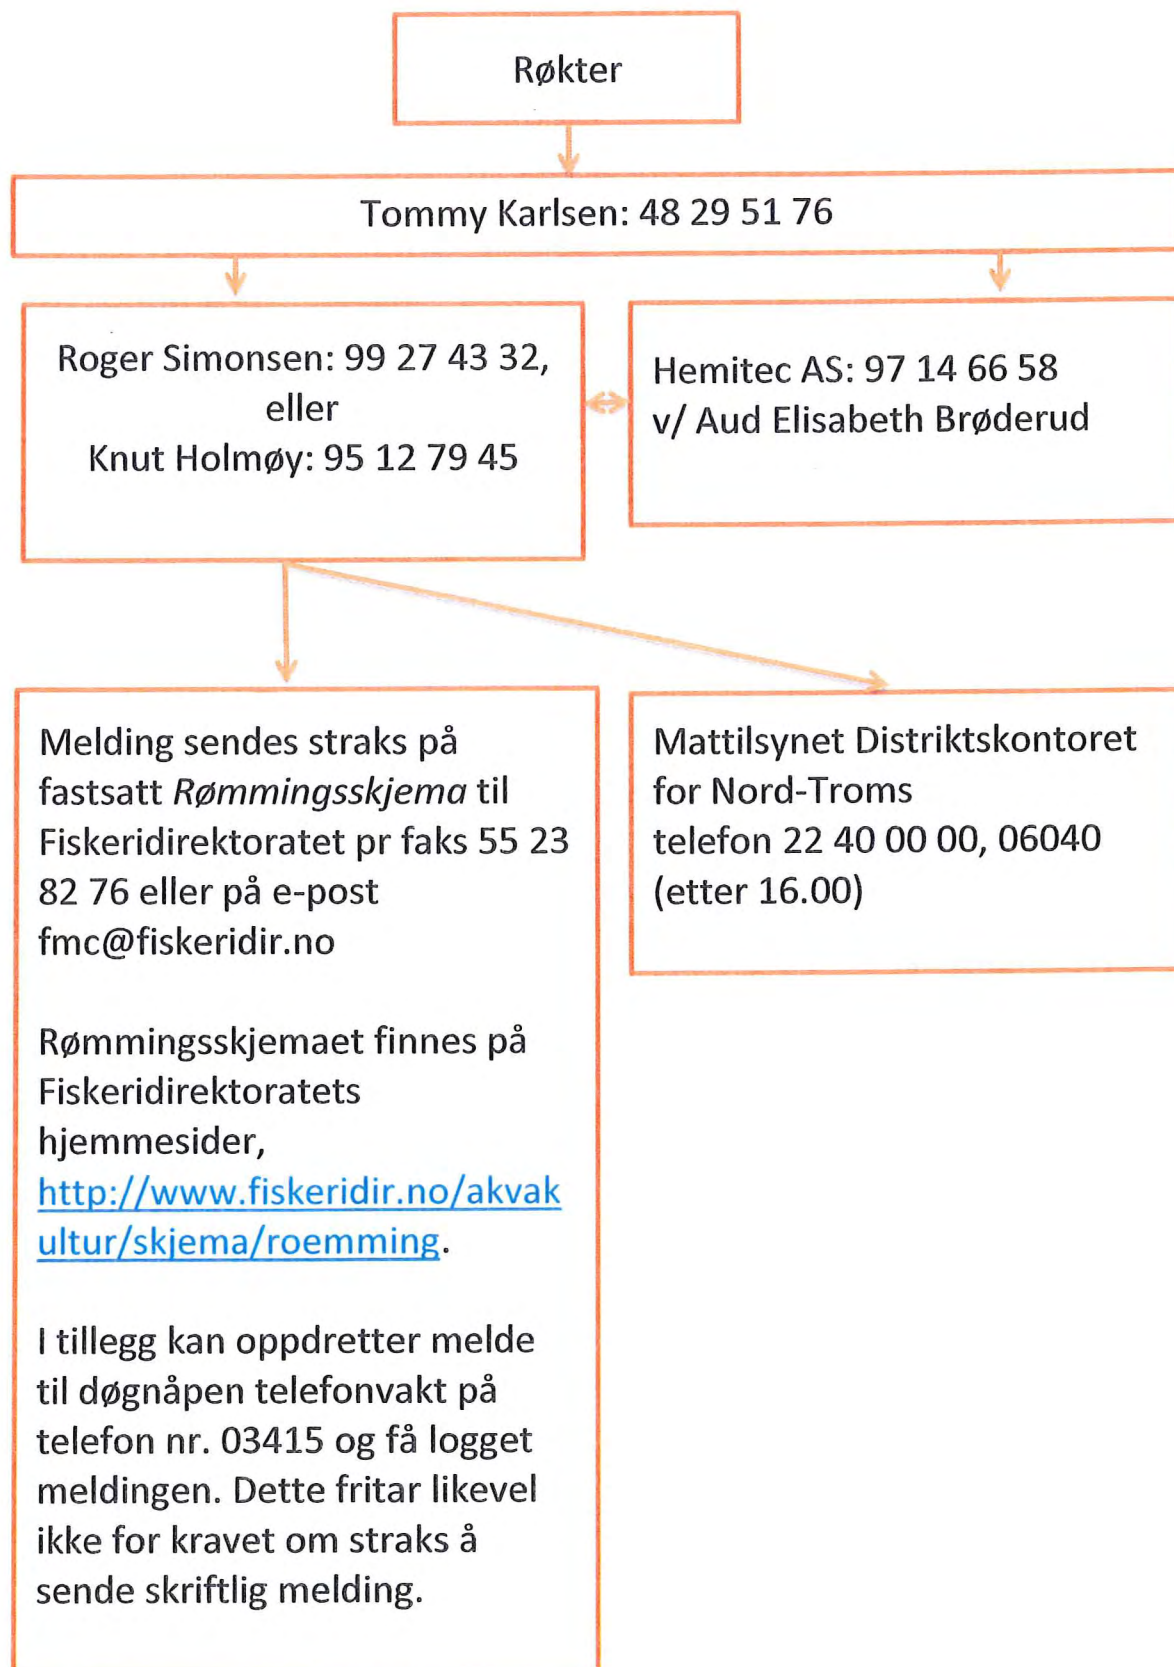 Røkter
Tommy Karlsen: 48 29 51 76
Roger Simonsen: 99 27 43 32,
eller
Knut Holmøy: 95 12 79 45
Hemitec AS: 97 14 66 58
v/ Aud Elisabeth Brøderud
Melding sendes straks på
fastsatt Rømmingsskjema til
Fiskeridirektoratet pr faks 55 23
82 76 eller på e-post
fmc@fiskeridir.no
Rømmingsskjemaet finnes på
Fiskeridirektoratets
hjemmesider,
http://www.fiskeridir.no/akvak
ultur/skjema/roemming.
I tillegg kan oppdretter melde
til døgnåpen telefonvakt på
telefon nr. 03415 og få logget
meldingen. Dette fritar likevel
ikke for kravet om straks å
sende skriftlig melding.
Mattilsynet Distriktskontoret
for Nord-Troms
telefon 22 40 00 00, 06040
(etter 16.00)